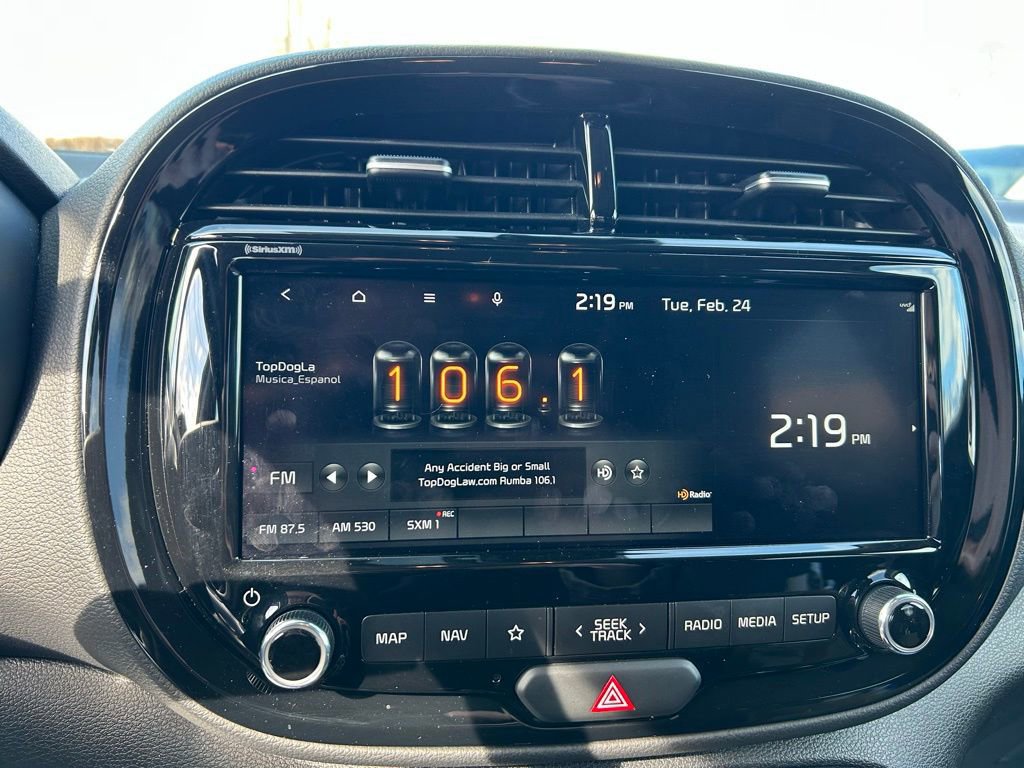 ((SiriusXM))
2:19 PM
Tue, Feb. 24
UVO
TopDogLa
Musica_Espanol
106.1
2:19 PM
FM
Any Accident Big or Small
TopDogLaw.com Rumba 106.1
HD
HD Radio
FM 87.5
AM 530
SXM 1
REC
MAP
NAV
SEEK
TRACK
RADIO
MEDIA
SETUP